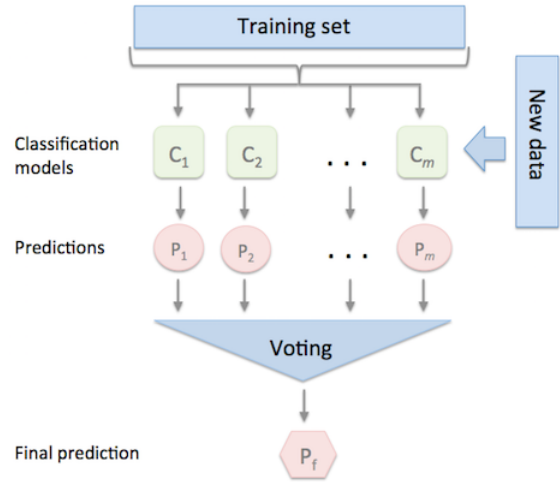 Training set
New data
Classification
models
C1 C2 . . . Cm
Predictions
P1 P2 . . . Pm
Voting
Final prediction
Pf